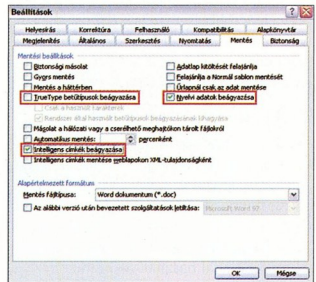 Beállítások
Helyesírás Korrektúra Felhasználó Kompatibilitás Alapkönyvtár
Megjelenítés Általános Szerkesztés Nyomtatás Mentés Biztonság
Mentési beállítások
Biztonsági másolat
Adatlap kitöltését felajánlja
Gyors mentés
Felajánlja a Normál sablon mentését
Mentés a háttérben
Űrlapnál csak az adat mentése
TrueType betűtípusok beágyazása
Nyelvi adatok beágyazása
Csak a használt karakterek
Rendszer által használt betűtípusok beágyazásának kihagyása
Másolat a hálózati vagy a cserélhető meghajtókon tárolt fájlokról
Automatikus mentés: percenként
Intelligens címkék beágyazása
Intelligens címkék mentése weblapokon XML-tulajdonságként
Alapértelmezett formátum
Mentés fájltípusa: Word dokumentum (*.doc)
Az alábbi verzió után bevezetett szolgáltatások letiltása: Microsoft Word 97
OK Mégse